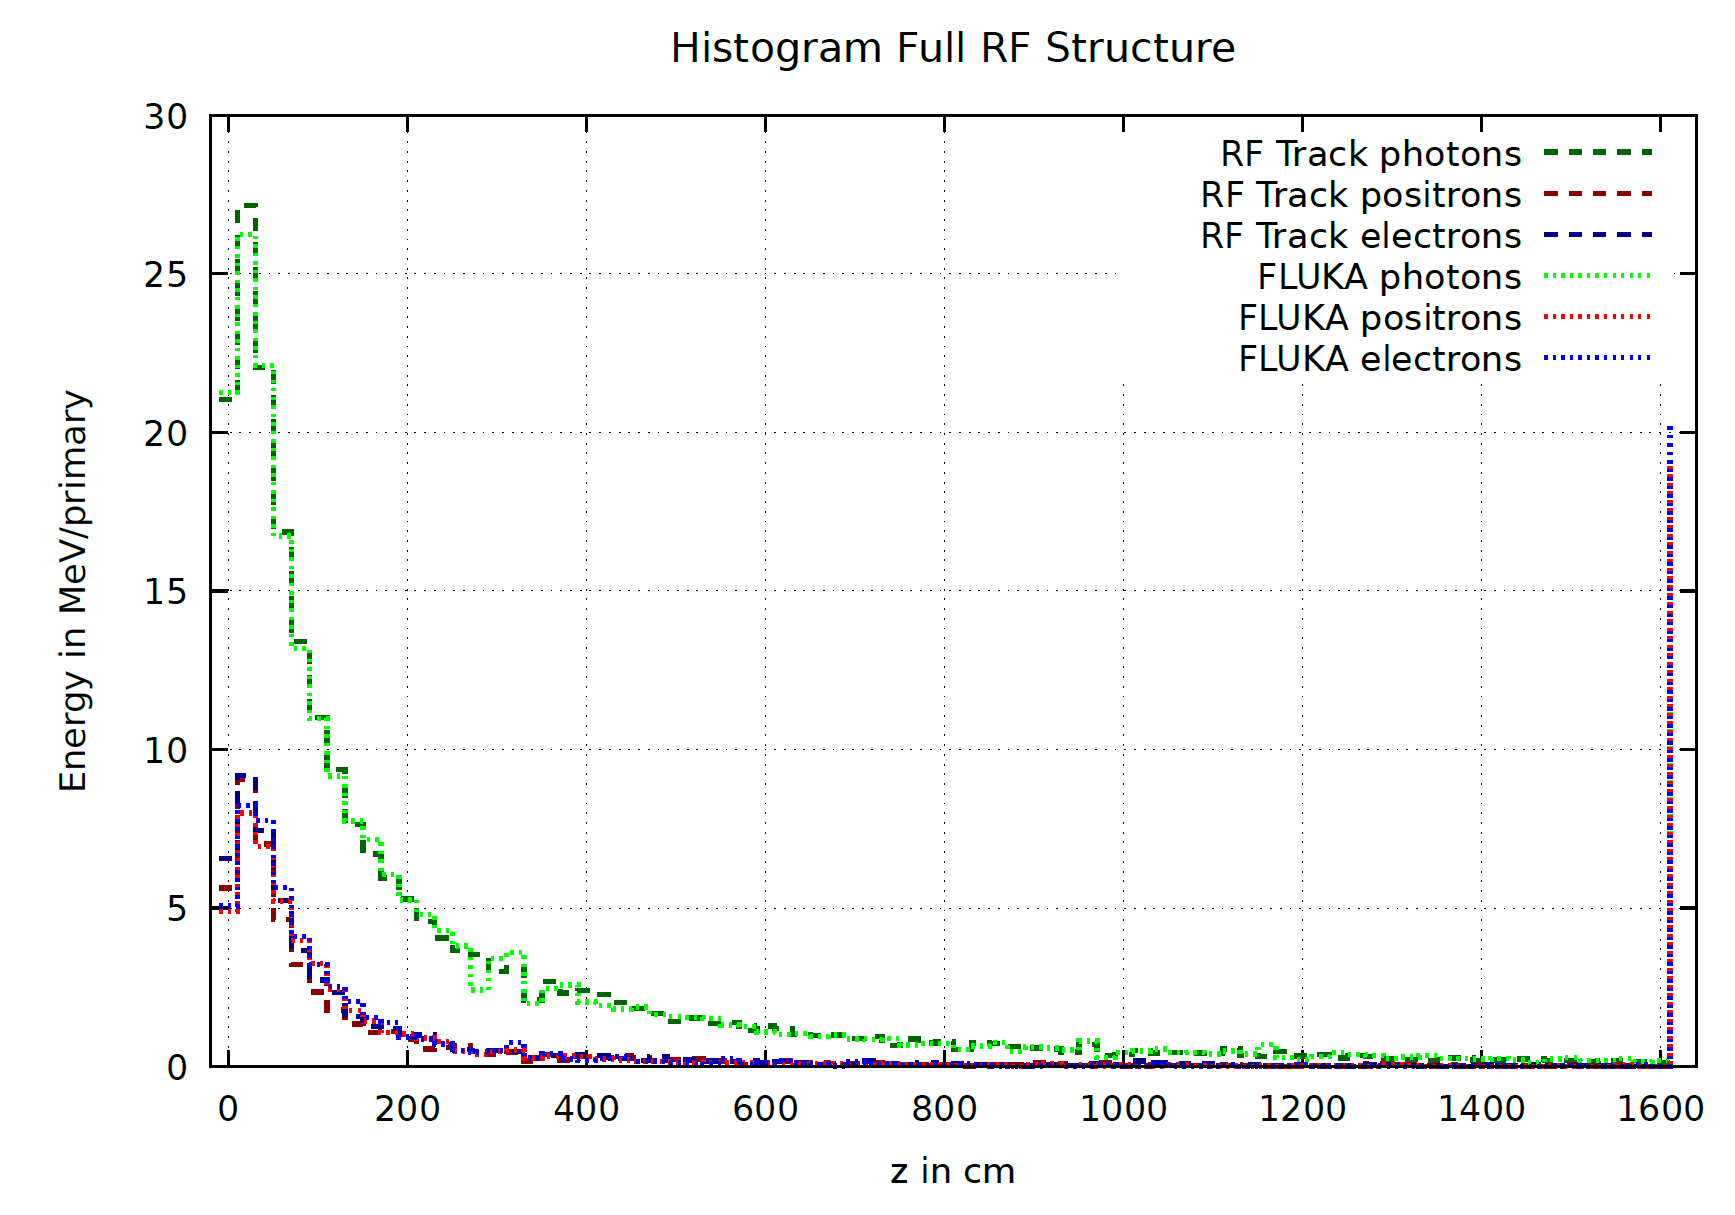 Histogram Full RF Structure
30
25
20
15
10
5
0
Energy in MeV/primary
RF Track photons
RF Track positrons
RF Track electrons
FLUKA photons
FLUKA positrons
FLUKA electrons
0 200 400 600 800 1000 1200 1400 1600
z in cm